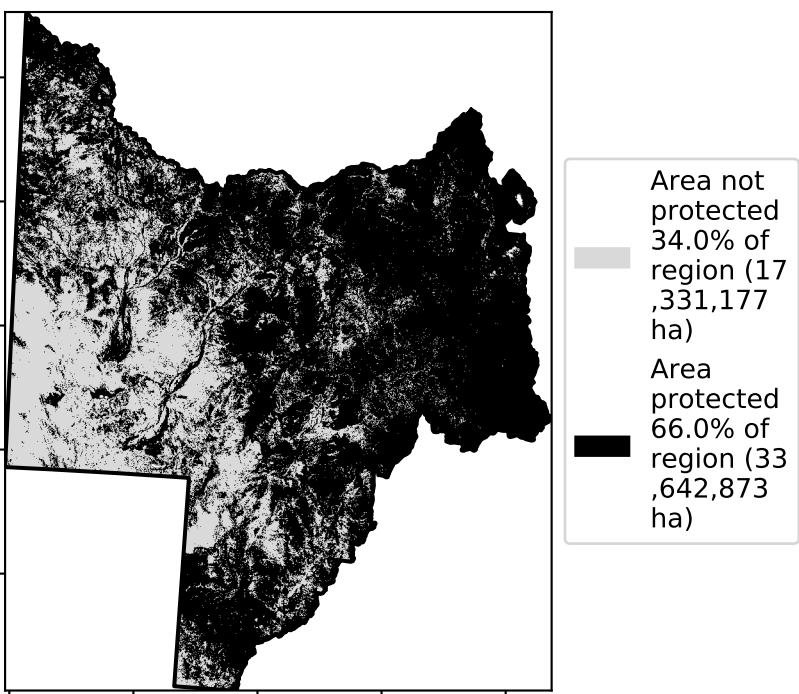 Area not
protected
34.0% of
region (17
,331,177
ha)
Area
protected
66.0% of
region (33
,642,873
ha)